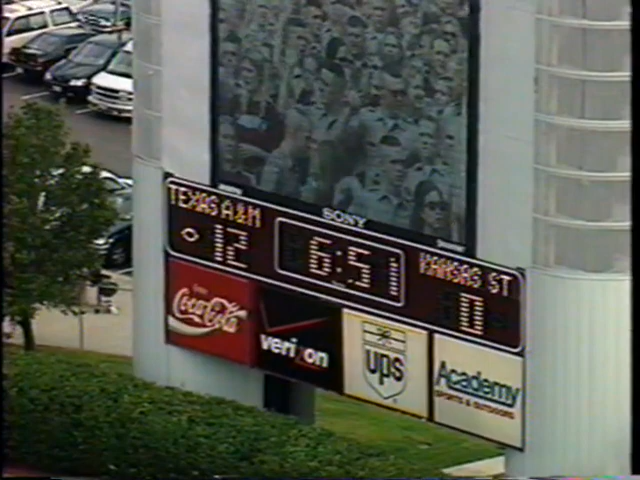 SONY
TEXAS A&M
12
6:51
KANSAS ST
0
Coca-Cola
verizon
ups
Academy
SPORTS & OUTDOORS